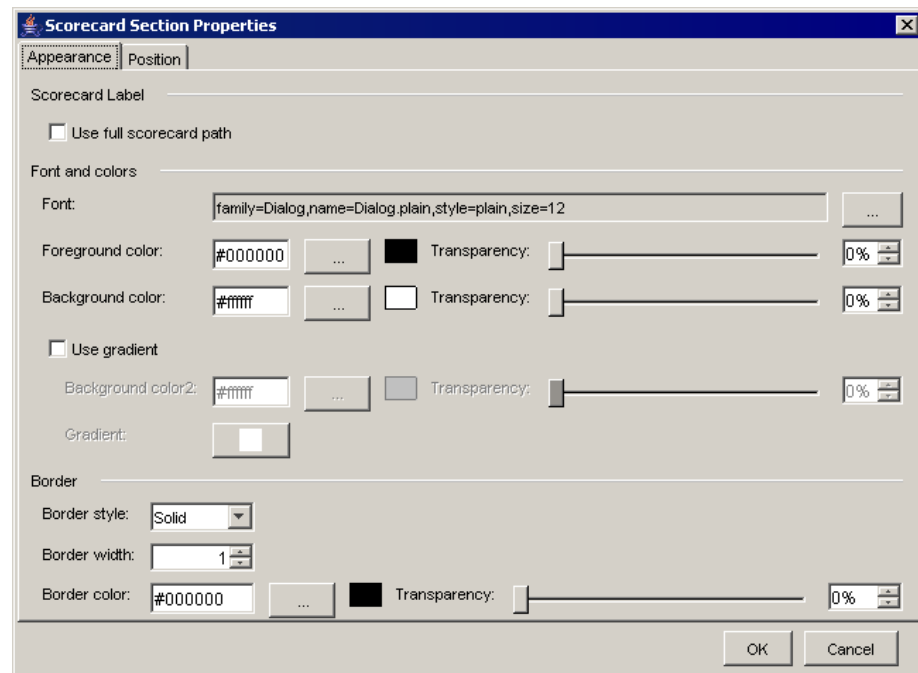 Scorecard Section Properties
Appearance Position
Scorecard Label
Use full scorecard path
Font and colors
Font: family=Dialog,name=Dialog.plain,style=plain,size=12 ...
Foreground color: #000000 ... Transparency: 0%
Background color: #ffffff ... Transparency: 0%
Use gradient
Background color2: #ffffff ... Transparency: 0%
Gradient:
Border
Border style: Solid
Border width: 1
Border color: #000000 ... Transparency: 0%
OK Cancel